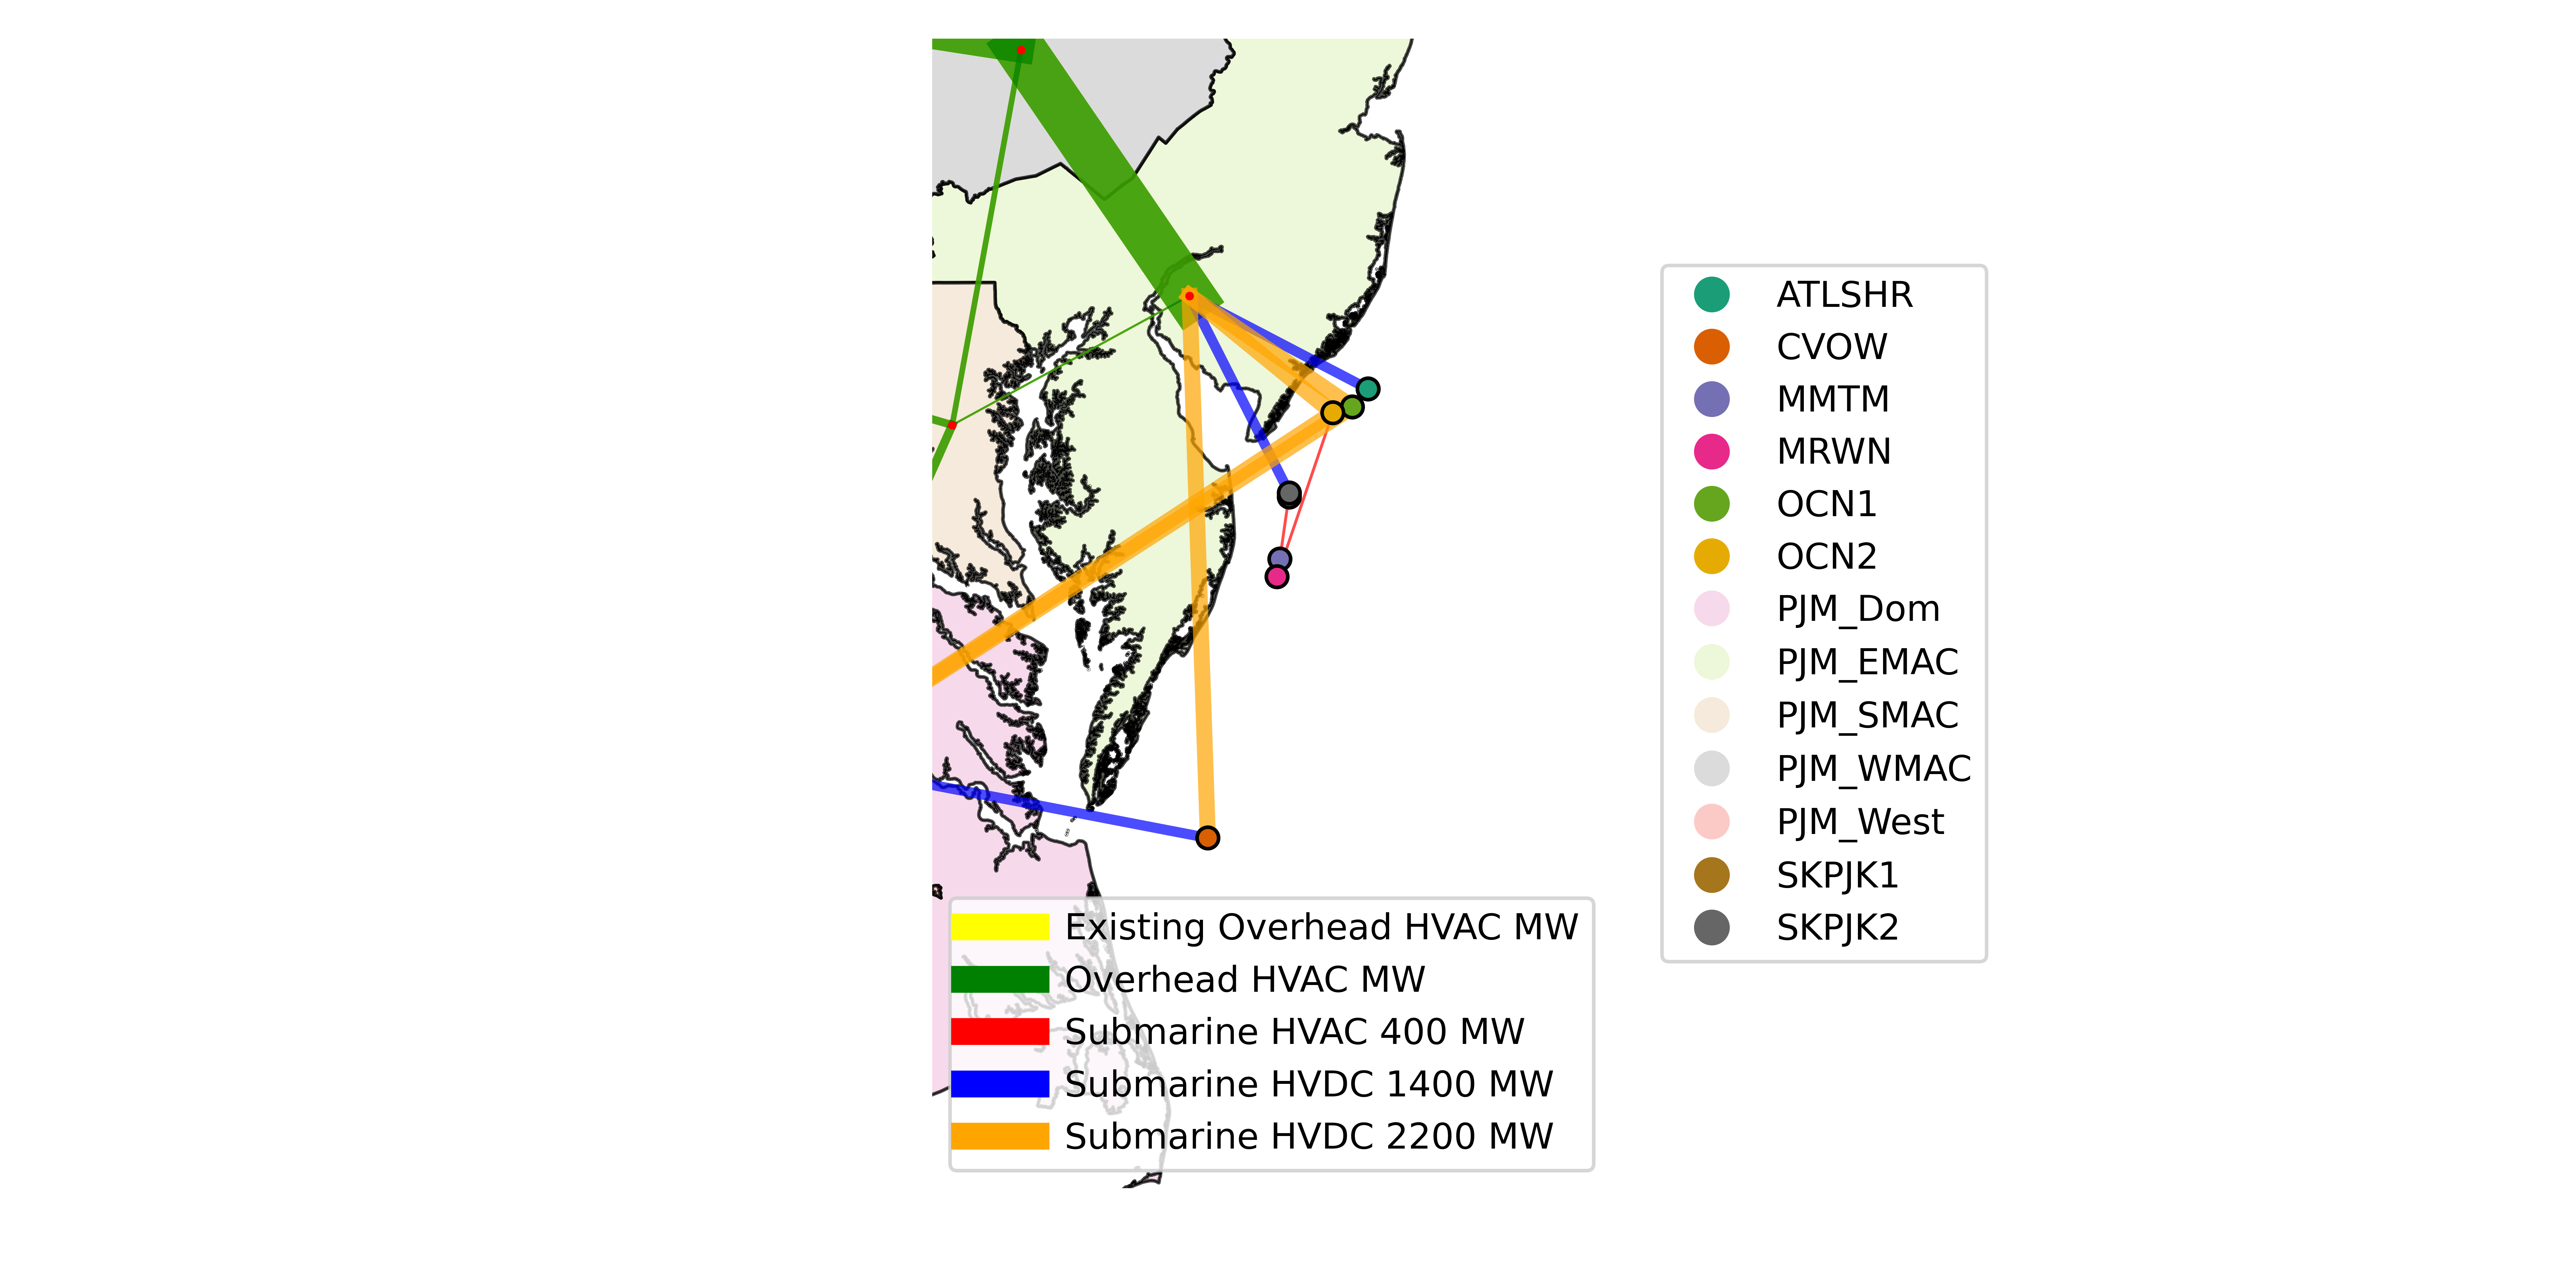 ATLSHR
CVOW
MMTM
MRWN
OCN1
OCN2
PJM_Dom
PJM_EMAC
PJM_SMAC
PJM_WMAC
PJM_West
SKPJK1
SKPJK2
Existing Overhead HVAC MW
Overhead HVAC MW
Submarine HVAC 400 MW
Submarine HVDC 1400 MW
Submarine HVDC 2200 MW